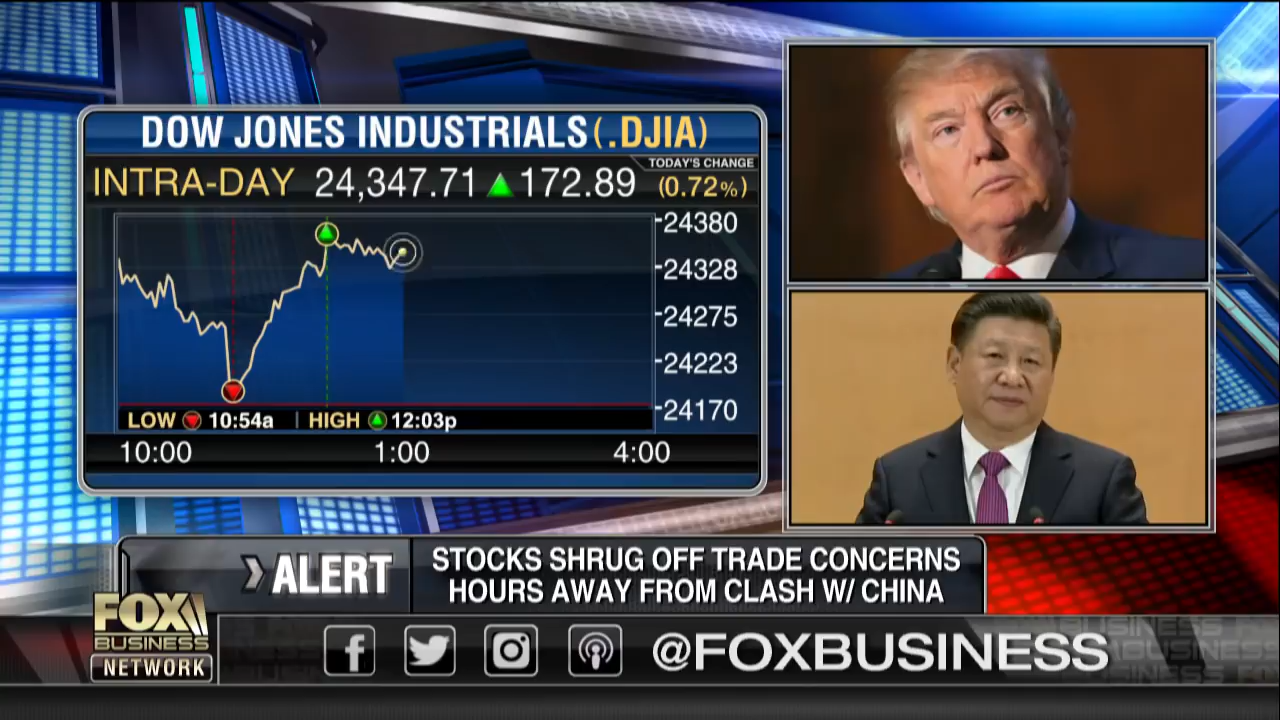 DOW JONES INDUSTRIALS (.DJIA)
TODAY'S CHANGE
INTRA-DAY 24,347.71 172.89 (0.72%)
24380
24328
24275
24223
24170
LOW 10:54a | HIGH 12:03p
10:00 1:00 4:00
ALERT
STOCKS SHRUG OFF TRADE CONCERNS
HOURS AWAY FROM CLASH W/ CHINA
FOX
BUSINESS
NETWORK
@FOXBUSINESS